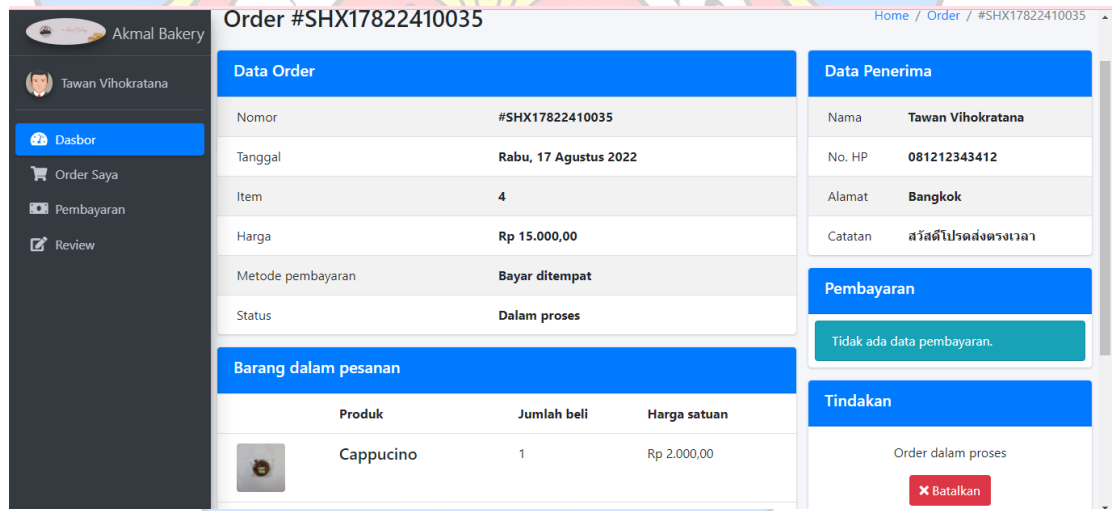 Akmal Bakery
Tawan Vihokratana
Dasbor
Order Saya
Pembayaran
Review
Order #SHX17822410035
Home / Order / #SHX17822410035
Data Order
Nomor #SHX17822410035
Tanggal Rabu, 17 Agustus 2022
Item 4
Harga Rp 15.000,00
Metode pembayaran Bayar ditempat
Status Dalam proses
Barang dalam pesanan
Produk Jumlah beli Harga satuan
Cappucino 1 Rp 2.000,00
Data Penerima
Nama Tawan Vihokratana
No. HP 081212343412
Alamat Bangkok
Catatan สวัสดีโปรดส่งตรงเวลา
Pembayaran
Tidak ada data pembayaran.
Tindakan
Order dalam proses
Batalkan